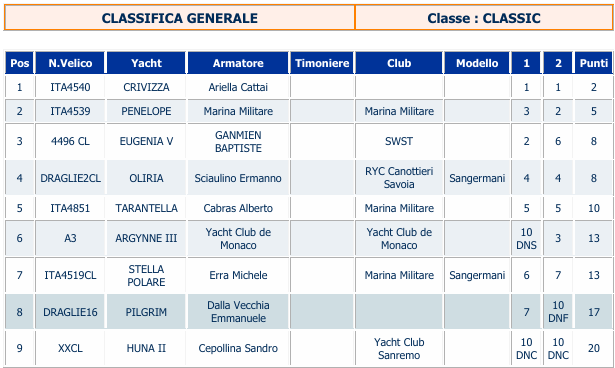 CLASSIFICA GENERALE Classe : CLASSIC
Pos N.Velico Yacht Armatore Timoniere Club Modello 1 2 Punti
1 ITA4540 CRIVIZZA Ariella Cattai 1 1 2
2 ITA4539 PENELOPE Marina Militare Marina Militare 3 2 5
3 4496 CL EUGENIA V GANMIEN BAPTISTE SWST 2 6 8
4 DRAGLIE2CL OLIRIA Sciaulino Ermanno RYC Canottieri Savoia Sangermani 4 4 8
5 ITA4851 TARANTELLA Cabras Alberto Marina Militare 5 5 10
6 A3 ARGYNNE III Yacht Club de Monaco Yacht Club de Monaco 10 DNS 3 13
7 ITA4519CL STELLA POLARE Erra Michele Marina Militare Sangermani 6 7 13
8 DRAGLIE16 PILGRIM Dalla Vecchia Emmanuele 7 10 DNF 17
9 XXCL HUNA II Cepollina Sandro Yacht Club Sanremo 10 DNC 10 DNC 20